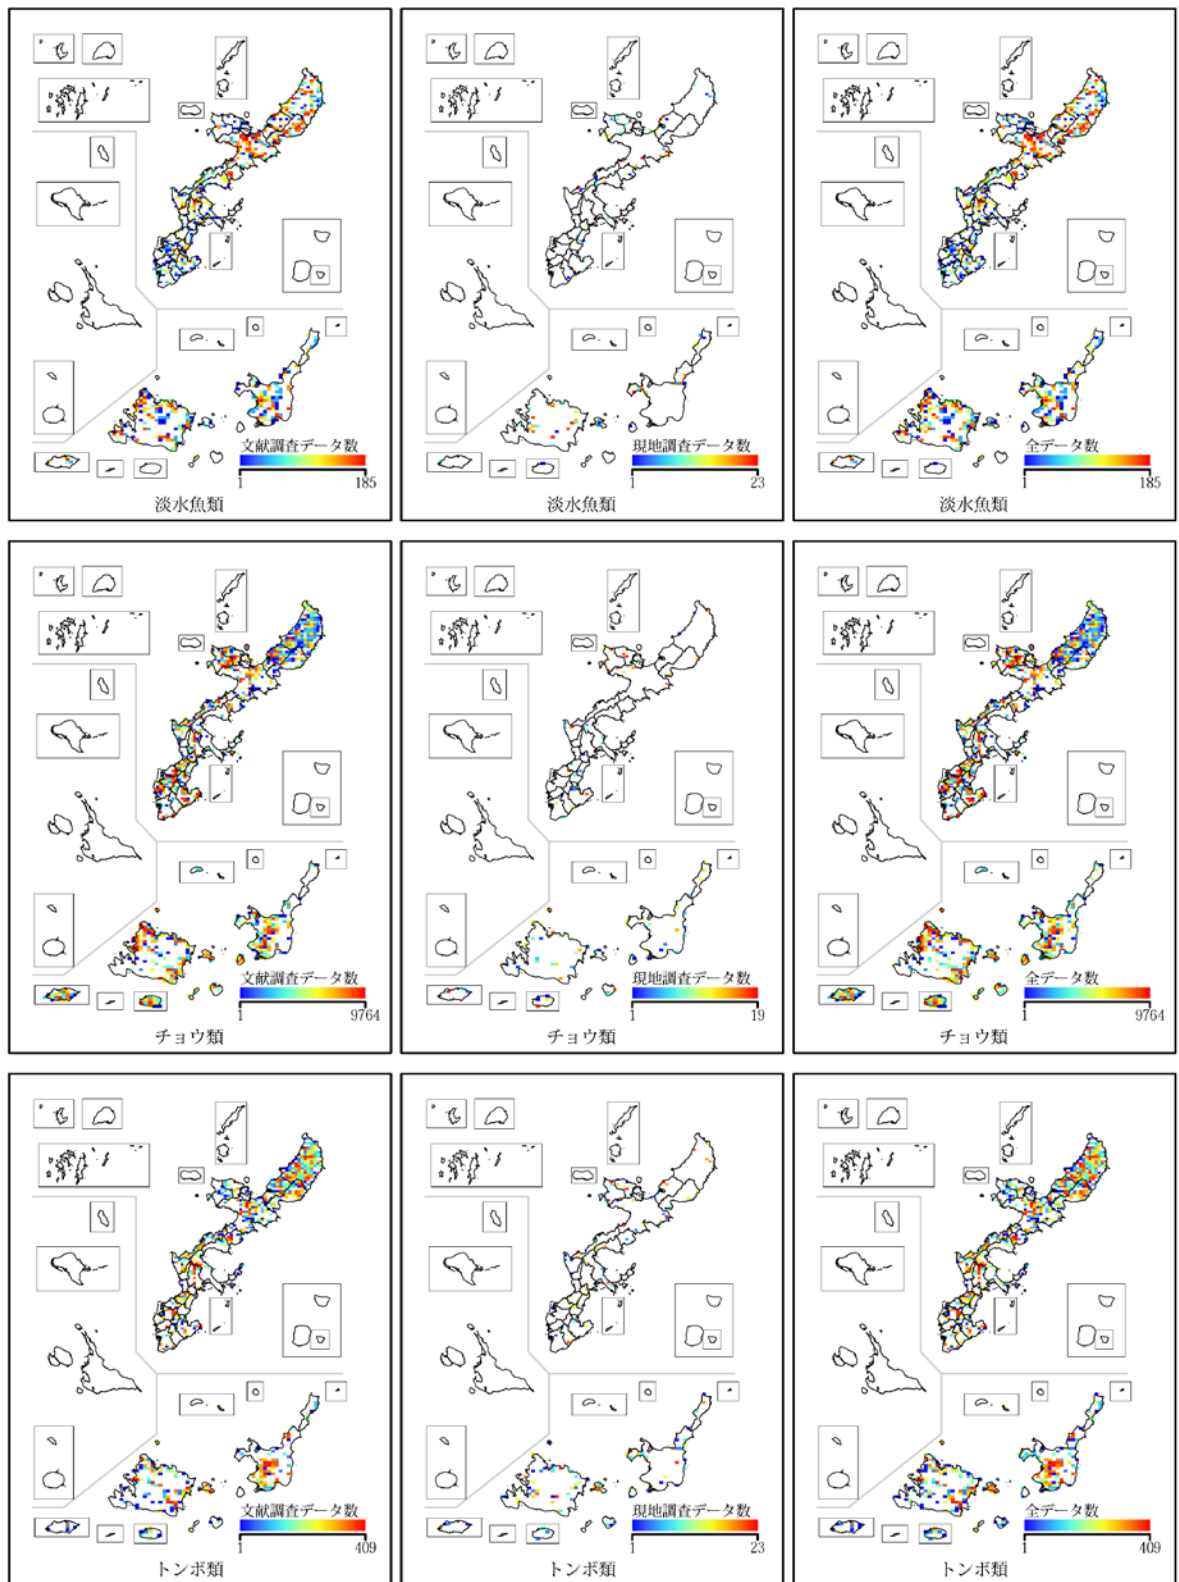 文献調査データ数
1 185
淡水魚類
現地調査データ数
1 23
淡水魚類
全データ数
1 185
淡水魚類
文献調査データ数
1 9764
チョウ類
現地調査データ数
1 19
チョウ類
全データ数
1 9764
チョウ類
文献調査データ数
1 409
トンボ類
現地調査データ数
1 23
トンボ類
全データ数
1 409
トンボ類